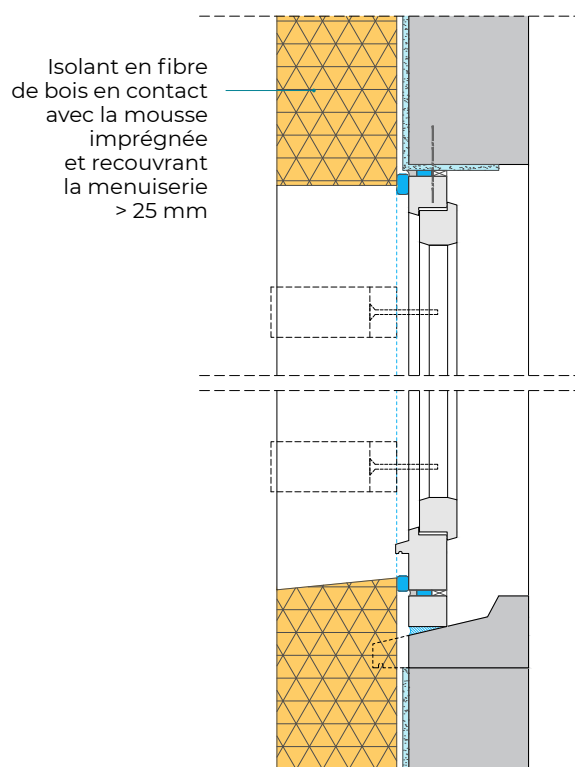 Isolant en fibre
de bois en contact
avec la mousse
imprégnée
et recouvrant
la menuiserie
> 25 mm